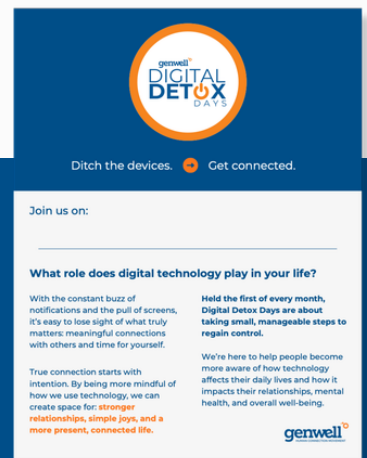 genwell
DIGITAL
DETOX
DAYS
Ditch the devices. Get connected.
Join us on:
What role does digital technology play in your life?
With the constant buzz of
notifications and the pull of screens,
it's easy to lose sight of what truly
matters: meaningful connections
with others and time for yourself.
True connection starts with
intention. By being more mindful of
how we use technology, we can
create space for: stronger
relationships, simple joys, and a
more present, connected life.
Held the first of every month,
Digital Detox Days are about
taking small, manageable steps to
regain control.
We're here to help people become
more aware of how technology
affects their daily lives and how it
impacts their relationships, mental
health, and overall well-being.
genwell